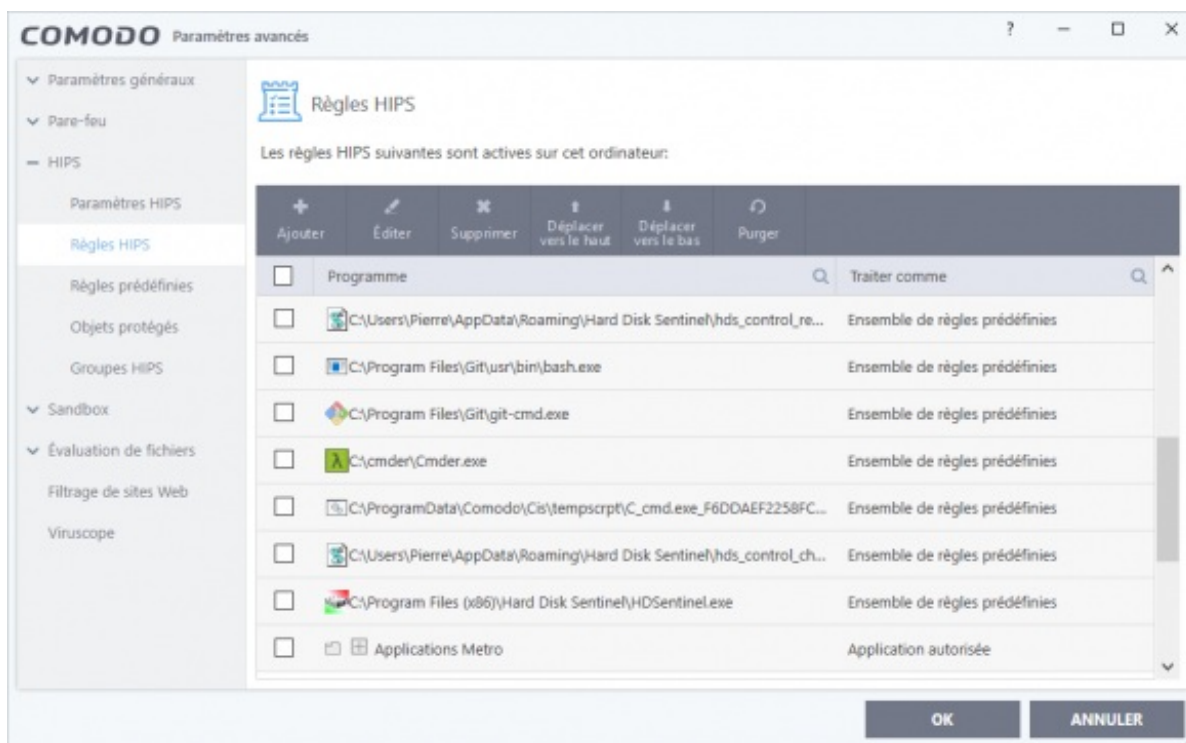 COMODO Paramètres avancés
?
Paramètres généraux
Pare-feu
HIPS
Paramètres HIPS
Règles HIPS
Règles prédéfinies
Objets protégés
Groupes HIPS
Sandbox
Évaluation de fichiers
Filtrage de sites Web
Viruscope
Règles HIPS
Les règles HIPS suivantes sont actives sur cet ordinateur:
Ajouter Éditer Supprimer Déplacer vers le haut Déplacer vers le bas Purger
Programme Traiter comme
C:\Users\Pierre\AppData\Roaming\Hard Disk Sentinel\hds_control_re... Ensemble de règles prédéfinies
C:\Program Files\Git\usr\bin\bash.exe Ensemble de règles prédéfinies
C:\Program Files\Git\git-cmd.exe Ensemble de règles prédéfinies
C:\cmder\Cmder.exe Ensemble de règles prédéfinies
C:\ProgramData\Comodo\Cis\tempscrpt\C_cmd.exe_F6DDAEF2258FC... Ensemble de règles prédéfinies
C:\Users\Pierre\AppData\Roaming\Hard Disk Sentinel\hds_control_ch... Ensemble de règles prédéfinies
C:\Program Files (x86)\Hard Disk Sentinel\HDSentinel.exe Ensemble de règles prédéfinies
Applications Metro Application autorisée
OK ANNULER